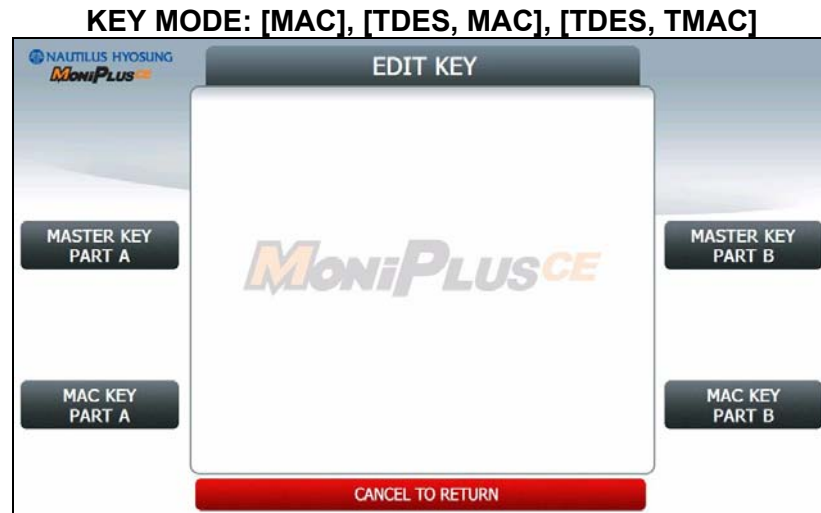 KEY MODE: [MAC], [TDES, MAC], [TDES, TMAC]
NAUTILUS HYOSUNG
MoniPlusCE
EDIT KEY
MASTER KEY
PART A
MoniPlusCE
MASTER KEY
PART B
MAC KEY
PART A
MAC KEY
PART B
CANCEL TO RETURN